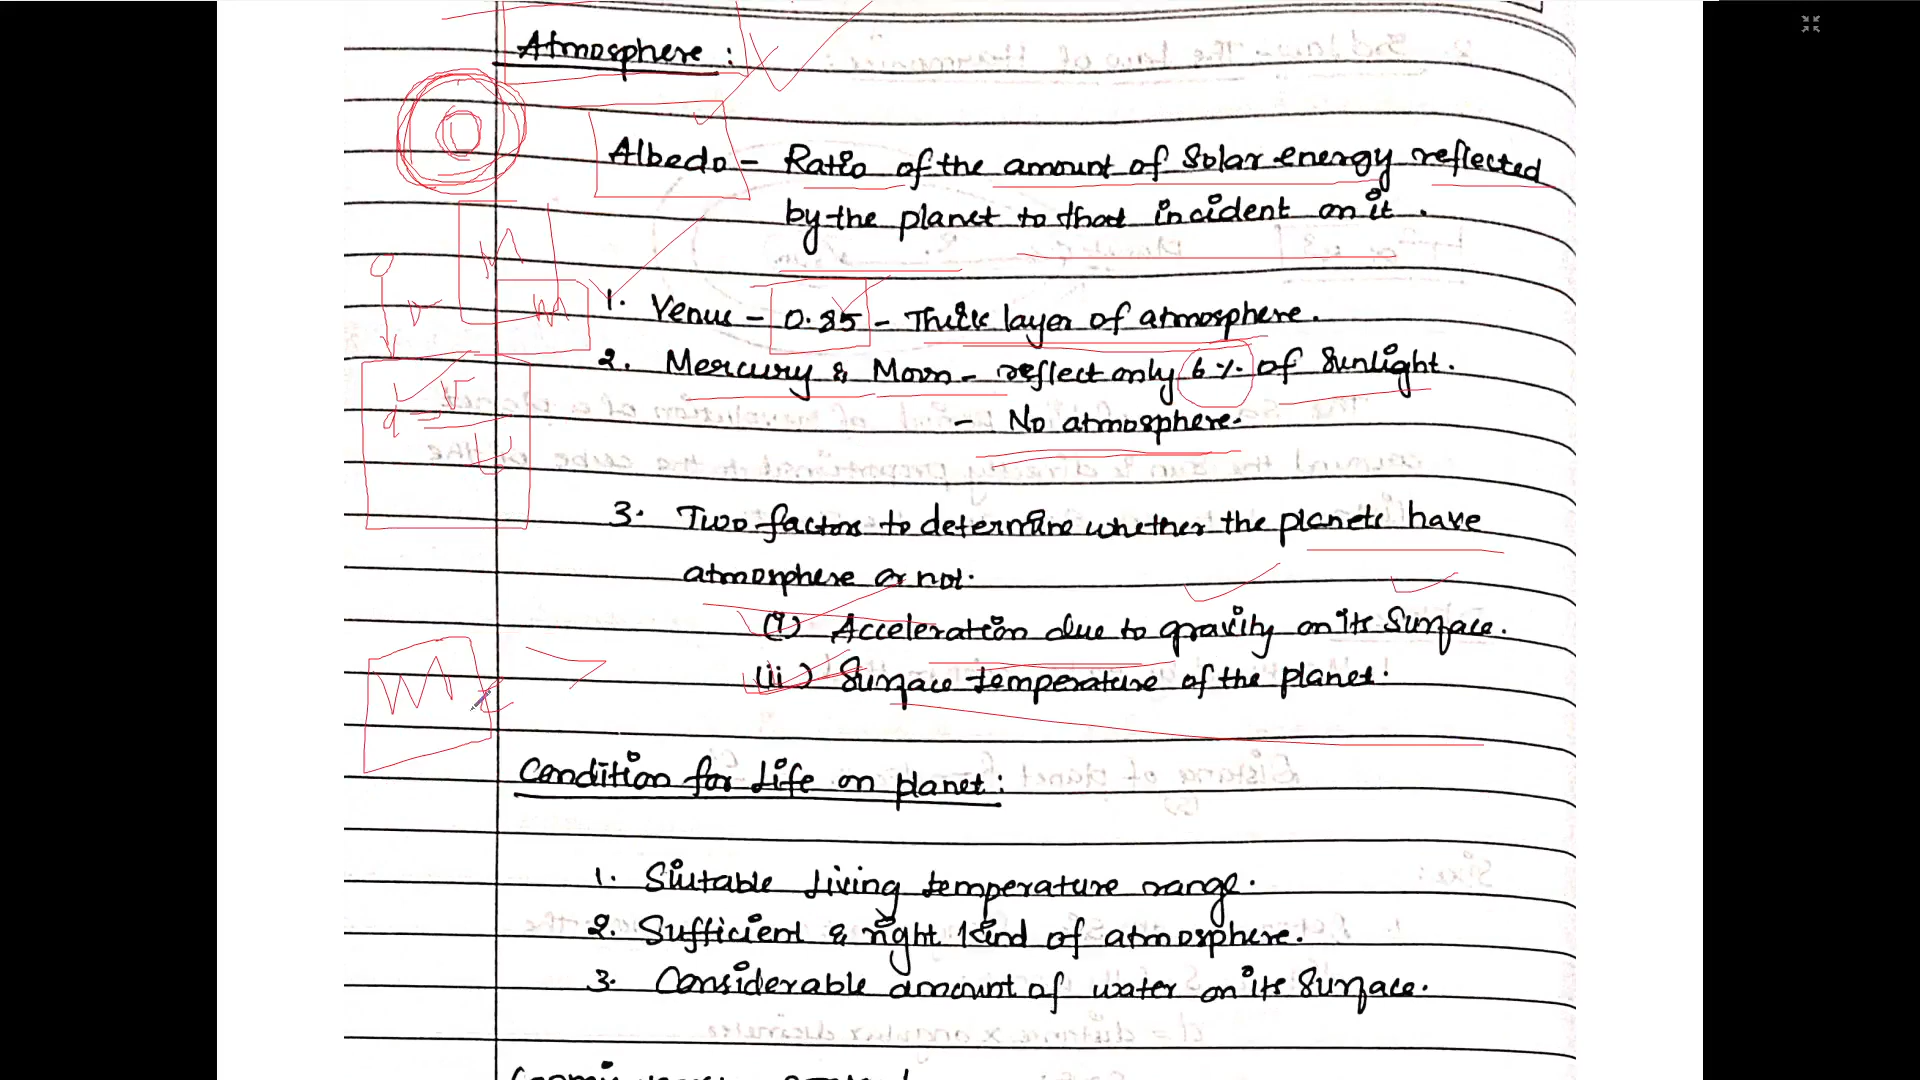 Atmosphere :
Albedo - Ratio of the amount of Solar energy reflected
by the planet to that incident on it .
1. Venus - 0.85 - Thick layer of atmosphere.
2. Mercury & Moon - reflect only 6% of Sunlight.
- No atmosphere.
3. Two factors to determine whether the planets have
atmosphere or not.
(i) Acceleration due to gravity on its Surface.
(ii) Surface temperature of the planet.
Condition for Life on planet :
1. Suitable living temperature range.
2. Sufficient & right kind of atmosphere.
3. Considerable amount of water on its Surface.